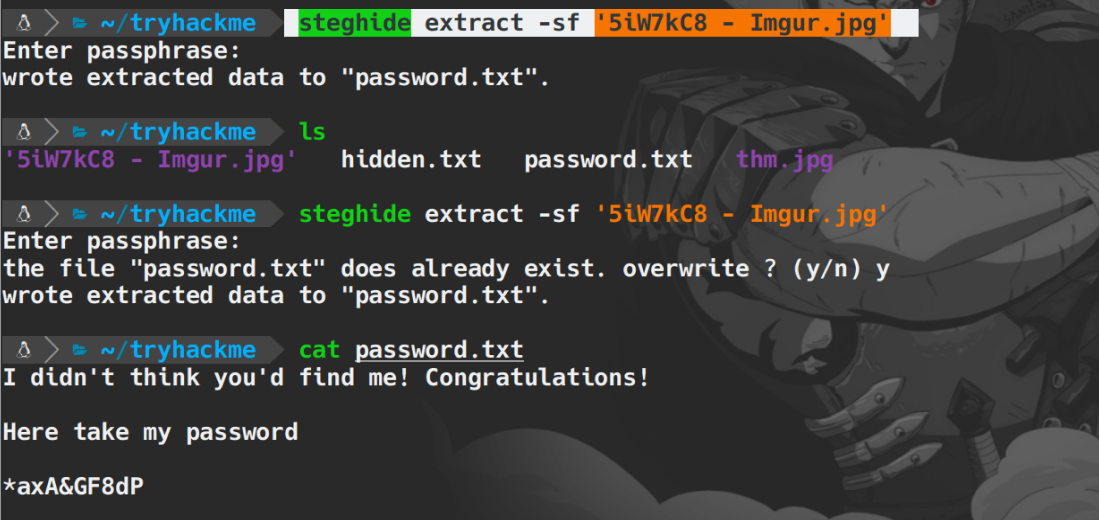 ~/tryhackme steghide extract -sf '5iW7kC8 - Imgur.jpg'
Enter passphrase:
wrote extracted data to "password.txt".
~/tryhackme ls
'5iW7kC8 - Imgur.jpg' hidden.txt password.txt thm.jpg
~/tryhackme steghide extract -sf '5iW7kC8 - Imgur.jpg'
Enter passphrase:
the file "password.txt" does already exist. overwrite ? (y/n) y
wrote extracted data to "password.txt".
~/tryhackme cat password.txt
I didn't think you'd find me! Congratulations!
Here take my password
*axA&GF8dP